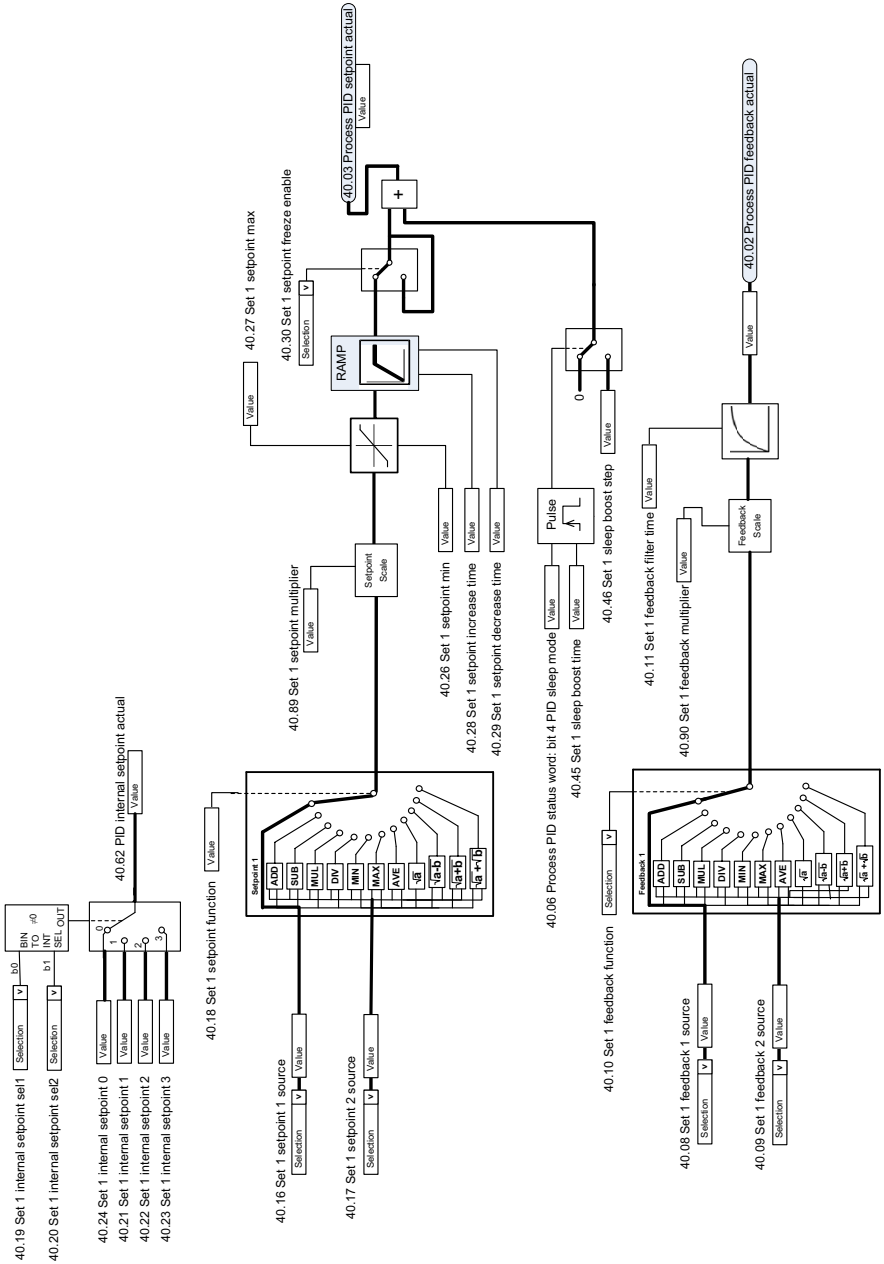 40.19 Set 1 internal setpoint sel1
Selection
v
b0
40.20 Set 1 internal setpoint sel2
Selection
v
b1
BIN
TO
INT
SEL
≠0
OUT
40.24 Set 1 internal setpoint 0
Value
0
40.21 Set 1 internal setpoint 1
Value
1
40.22 Set 1 internal setpoint 2
Value
2
40.23 Set 1 internal setpoint 3
Value
3
40.62 PID internal setpoint actual
Value
40.16 Set 1 setpoint 1 source
Selection
v
Value
40.17 Set 1 setpoint 2 source
Selection
v
Value
40.18 Set 1 setpoint function
Value
Setpoint 1
ADD
SUB
MUL
DIV
MIN
MAX
AVE
√a
√a-b
√a+b
√a +√b
40.89 Set 1 setpoint multiplier
Value
Setpoint
Scale
40.27 Set 1 setpoint max
Value
40.26 Set 1 setpoint min
Value
40.28 Set 1 setpoint increase time
Value
40.29 Set 1 setpoint decrease time
Value
RAMP
40.30 Set 1 setpoint freeze enable
Selection
v
+
40.03 Process PID setpoint actual
Value
40.06 Process PID status word: bit 4 PID sleep mode
Value
40.45 Set 1 sleep boost time
Value
Pulse
0
40.46 Set 1 sleep boost step
Value
40.08 Set 1 feedback 1 source
Selection
v
Value
40.09 Set 1 feedback 2 source
Selection
v
Value
40.10 Set 1 feedback function
Selection
v
Feedback 1
ADD
SUB
MUL
DIV
MIN
MAX
AVE
√a
√a-b
√a+b
√a +√b
40.90 Set 1 feedback multiplier
Value
Feedback
Scale
40.11 Set 1 feedback filter time
Value
Value
40.02 Process PID feedback actual